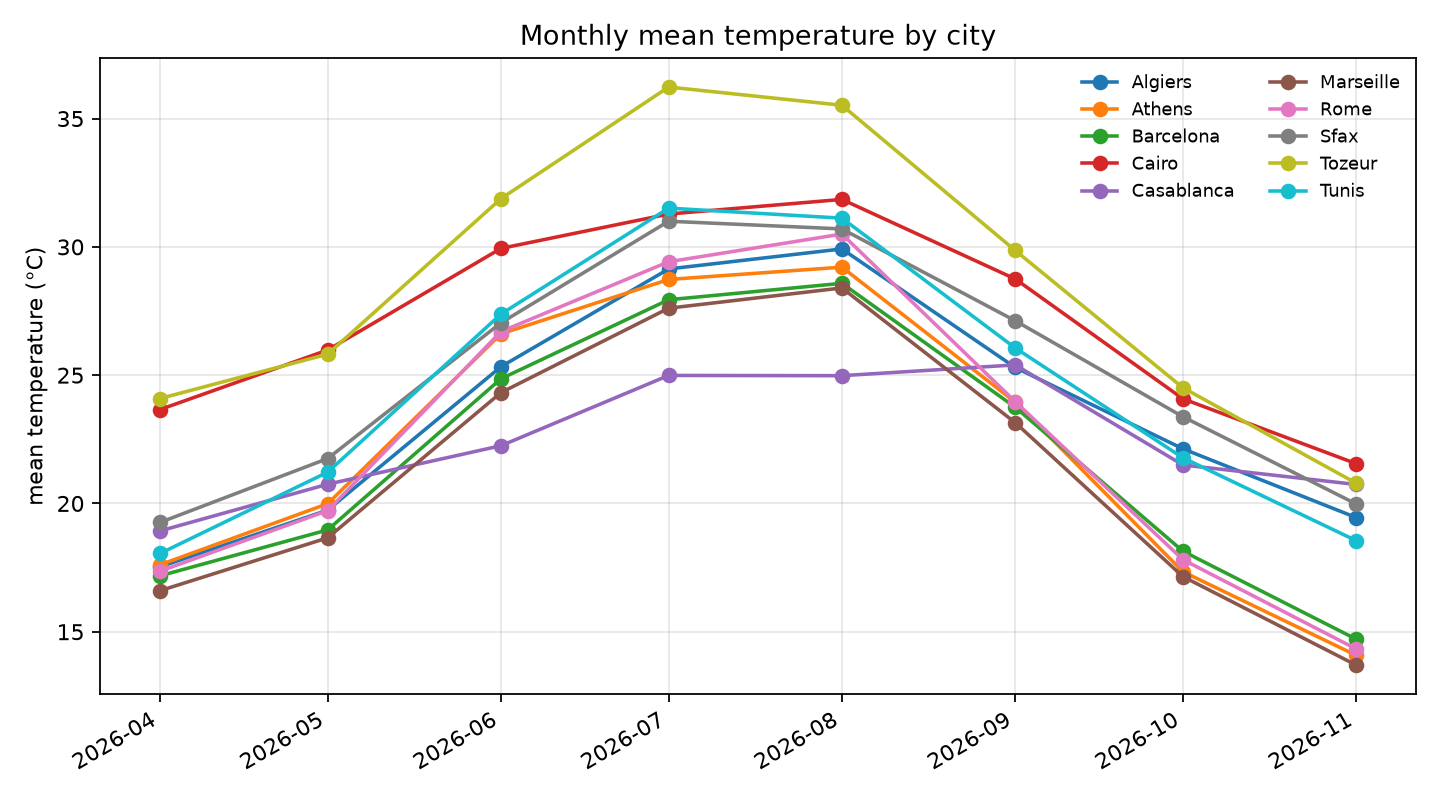 Monthly mean temperature by city
mean temperature (°C)
35
30
25
20
15
Algiers
Athens
Barcelona
Cairo
Casablanca
Marseille
Rome
Sfax
Tozeur
Tunis
2026-04
2026-05
2026-06
2026-07
2026-08
2026-09
2026-10
2026-11